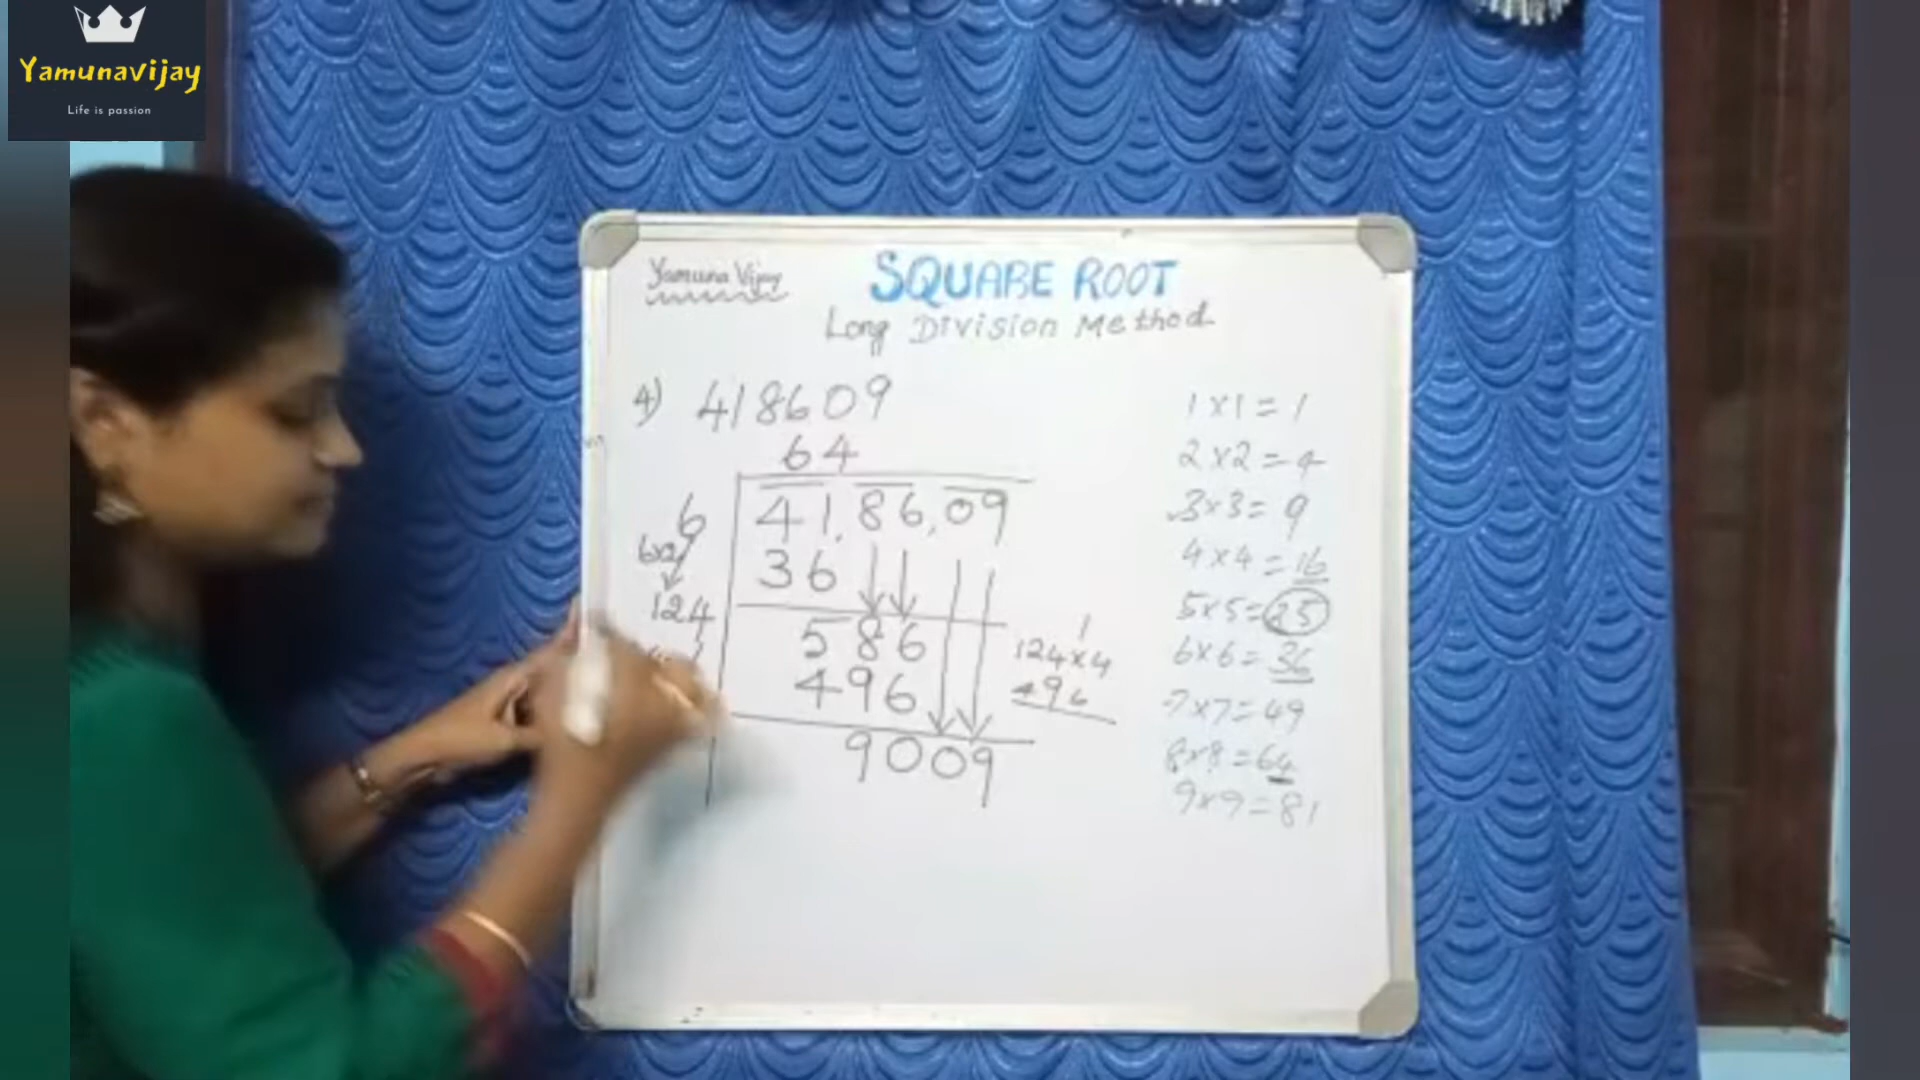 Yamunavijay
Life is passion
Yamuna Vijay
SQUARE ROOT
Long Division Method
4) 418609
64
6
41,86,09
6x2
36
124
586
496
9009
1
124x4
496
1x1=1
2x2=4
3x3=9
4x4=16
5x5=25
6x6=36
7x7=49
8x8=64
9x9=81